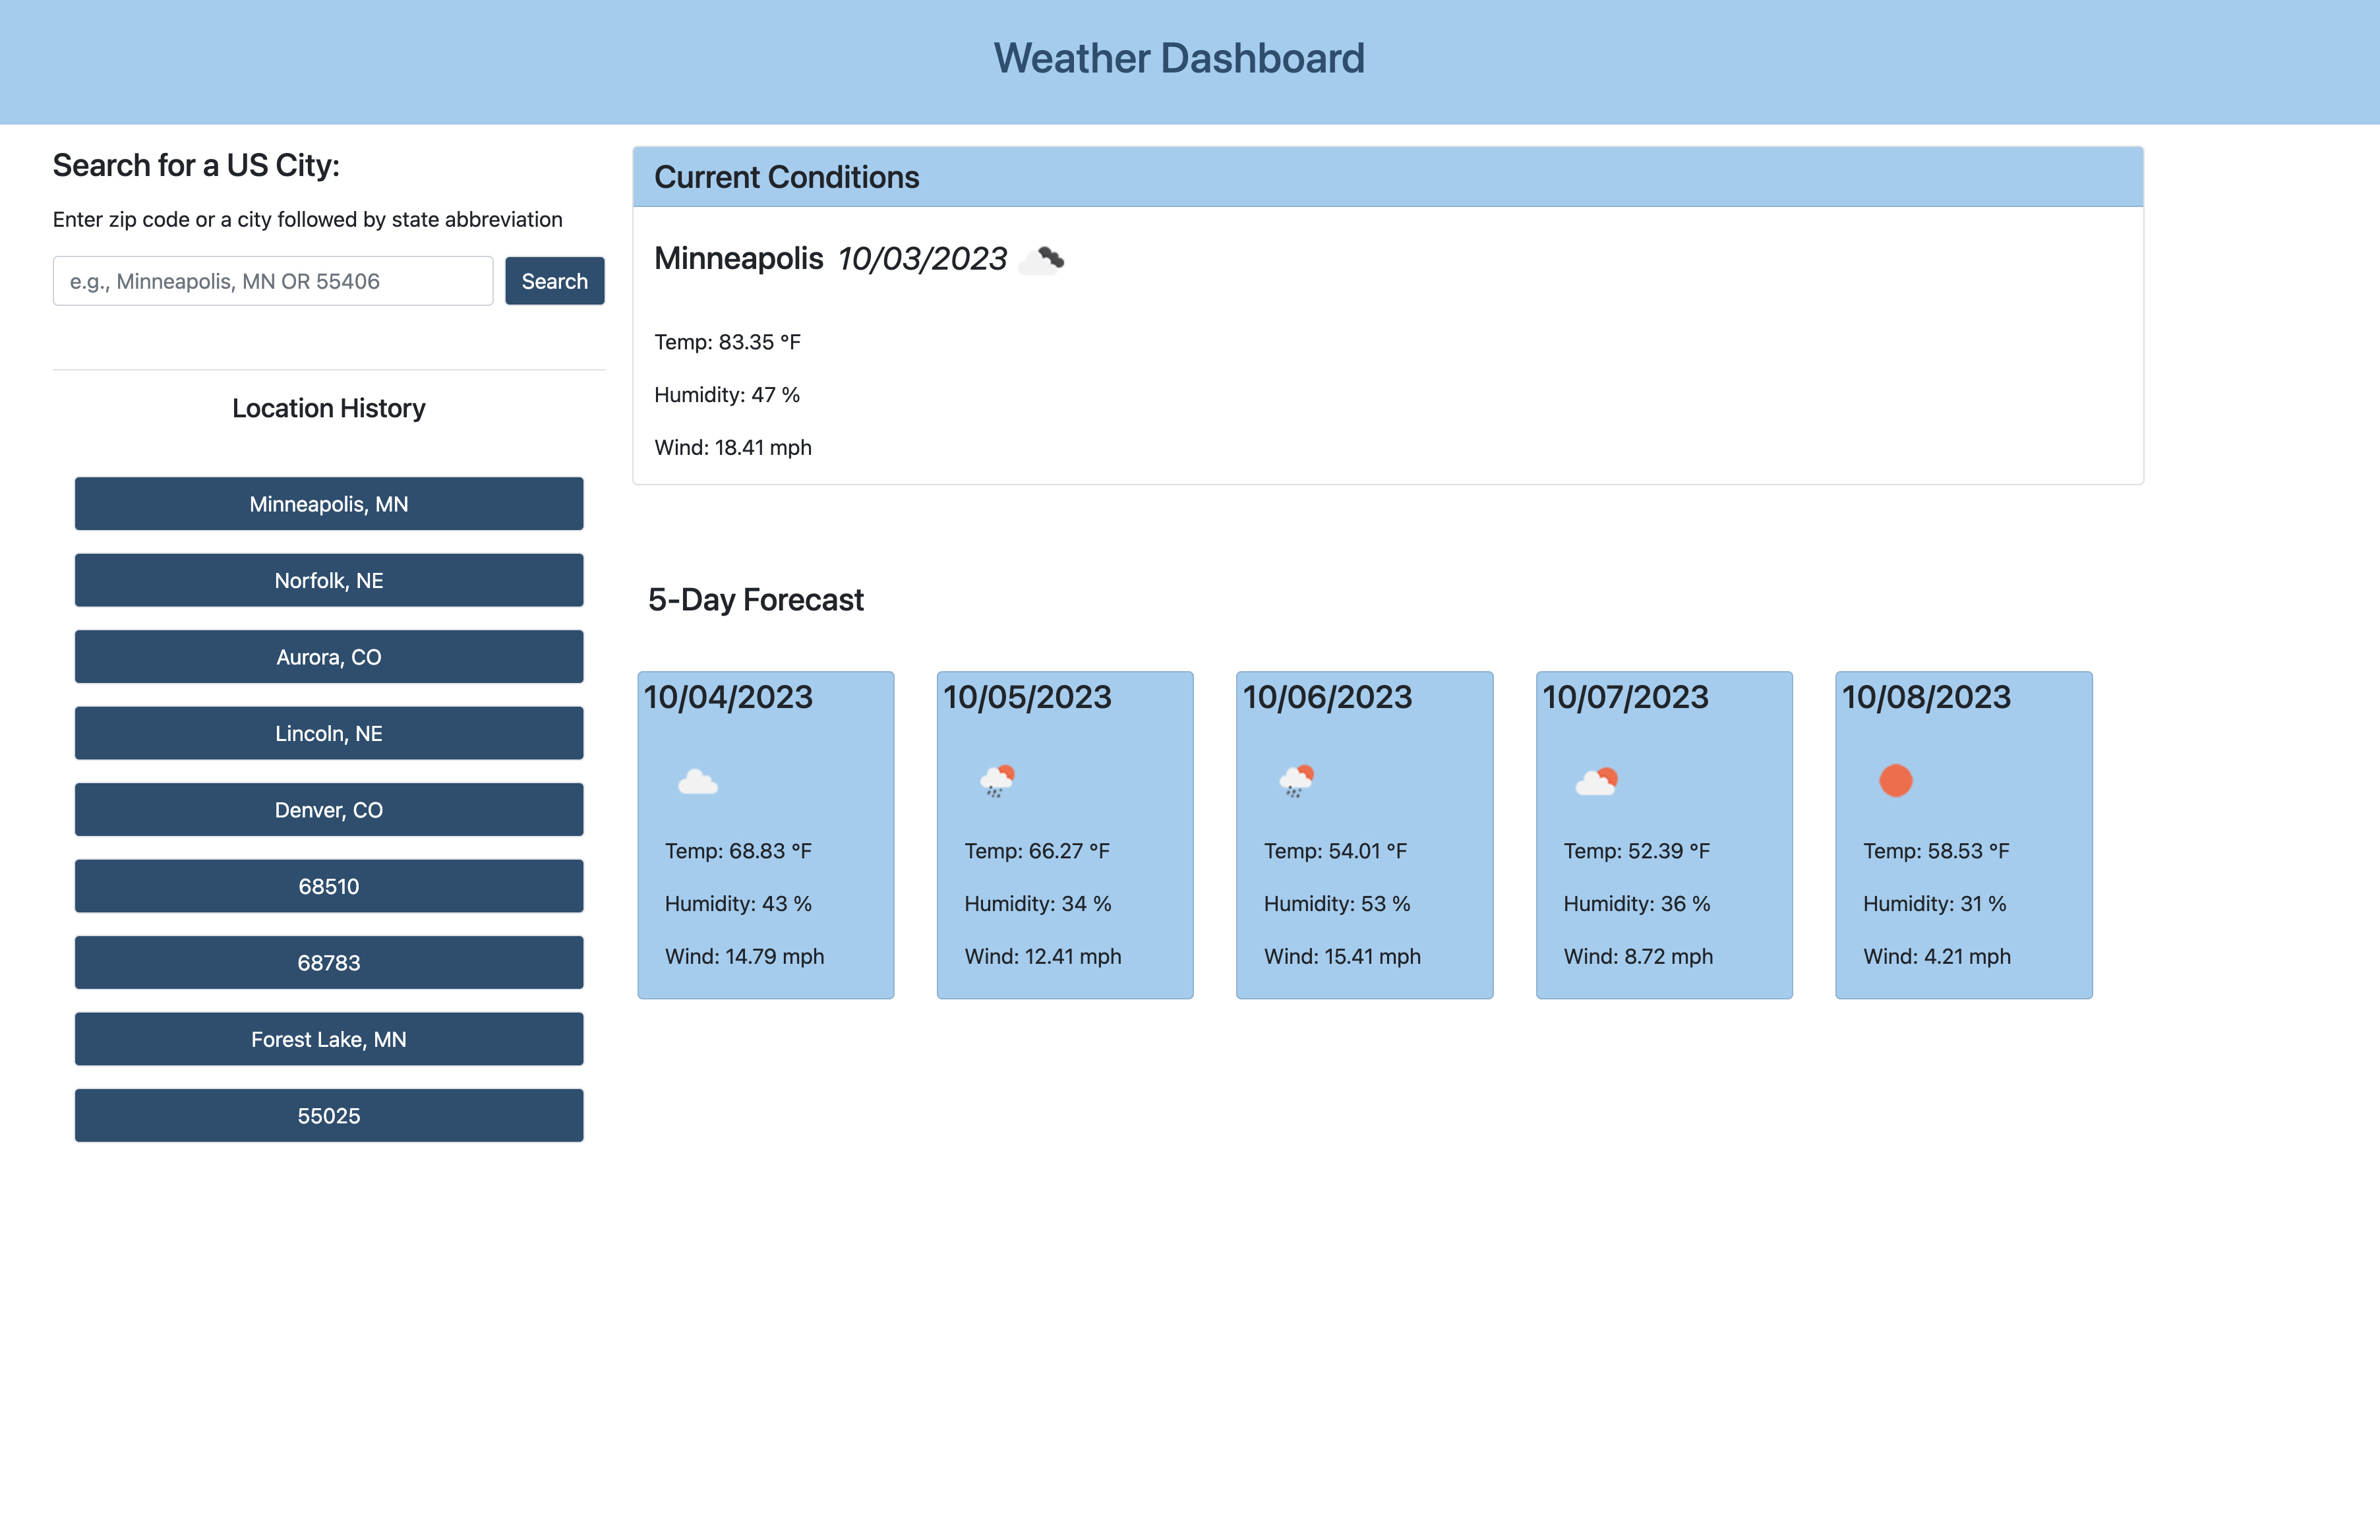 Weather Dashboard
Search for a US City:
Enter zip code or a city followed by state abbreviation
e.g., Minneapolis, MN OR 55406
Search
Location History
Minneapolis, MN
Norfolk, NE
Aurora, CO
Lincoln, NE
Denver, CO
68510
68783
Forest Lake, MN
55025
Current Conditions
Minneapolis 10/03/2023
Temp: 83.35 °F
Humidity: 47 %
Wind: 18.41 mph
5-Day Forecast
10/04/2023
Temp: 68.83 °F
Humidity: 43 %
Wind: 14.79 mph
10/05/2023
Temp: 66.27 °F
Humidity: 34 %
Wind: 12.41 mph
10/06/2023
Temp: 54.01 °F
Humidity: 53 %
Wind: 15.41 mph
10/07/2023
Temp: 52.39 °F
Humidity: 36 %
Wind: 8.72 mph
10/08/2023
Temp: 58.53 °F
Humidity: 31 %
Wind: 4.21 mph